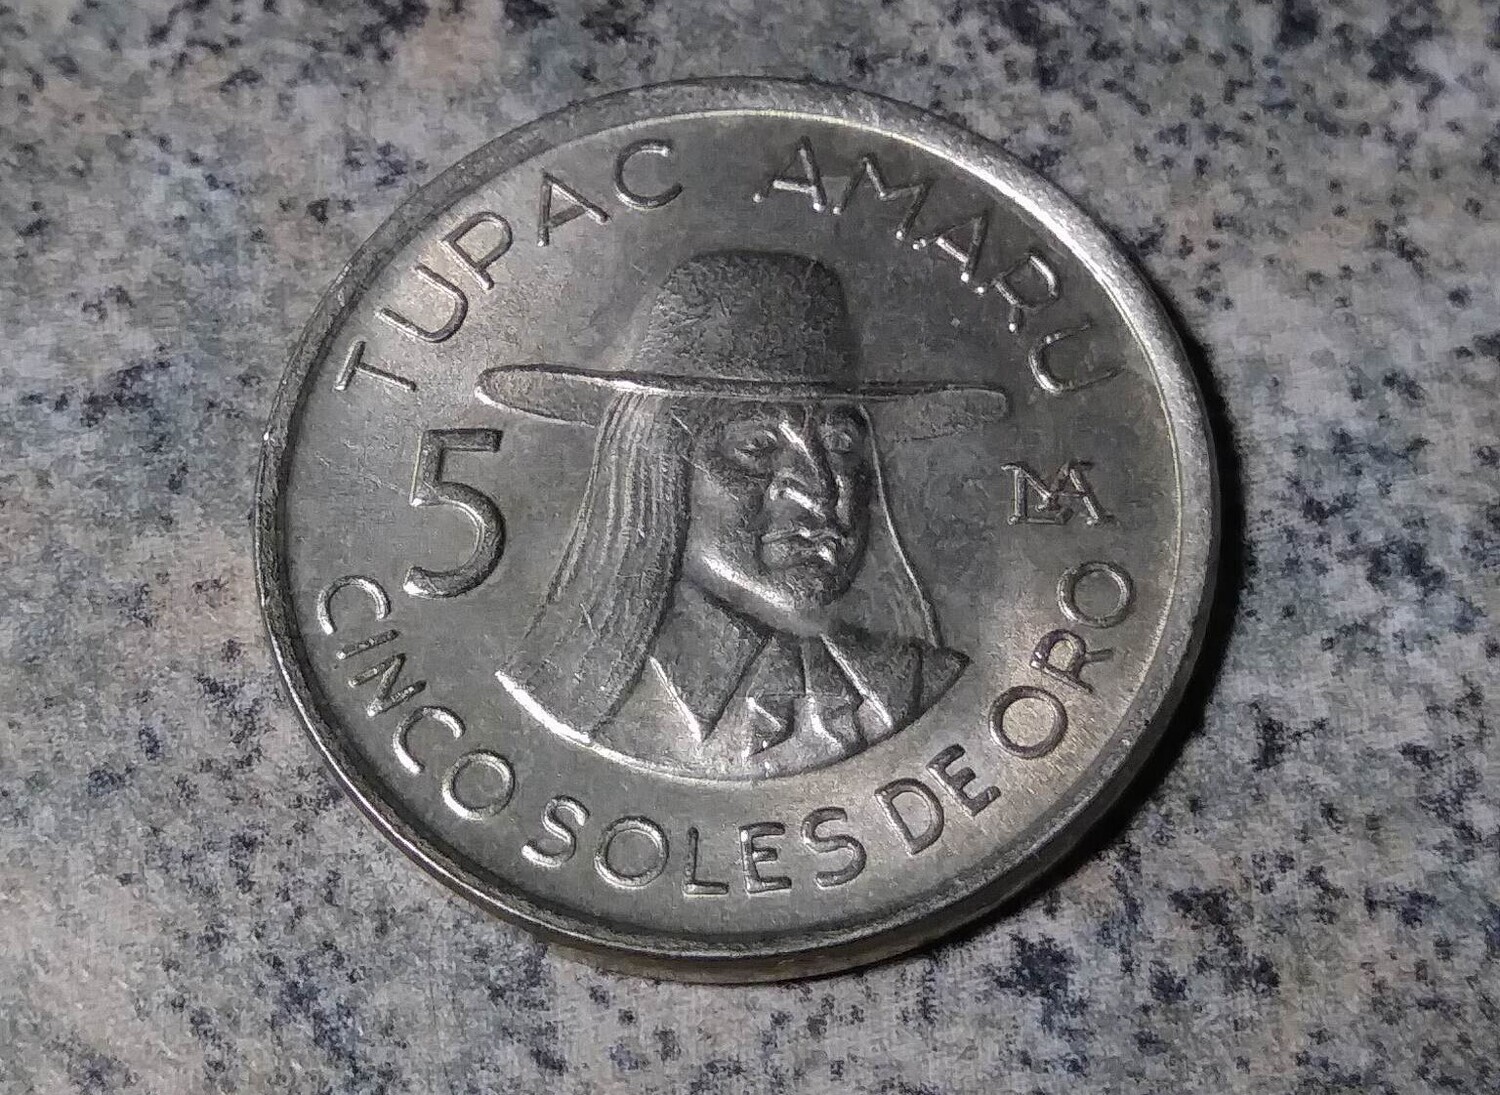 TUPAC AMARU
5
LMA
CINCO SOLES DE ORO